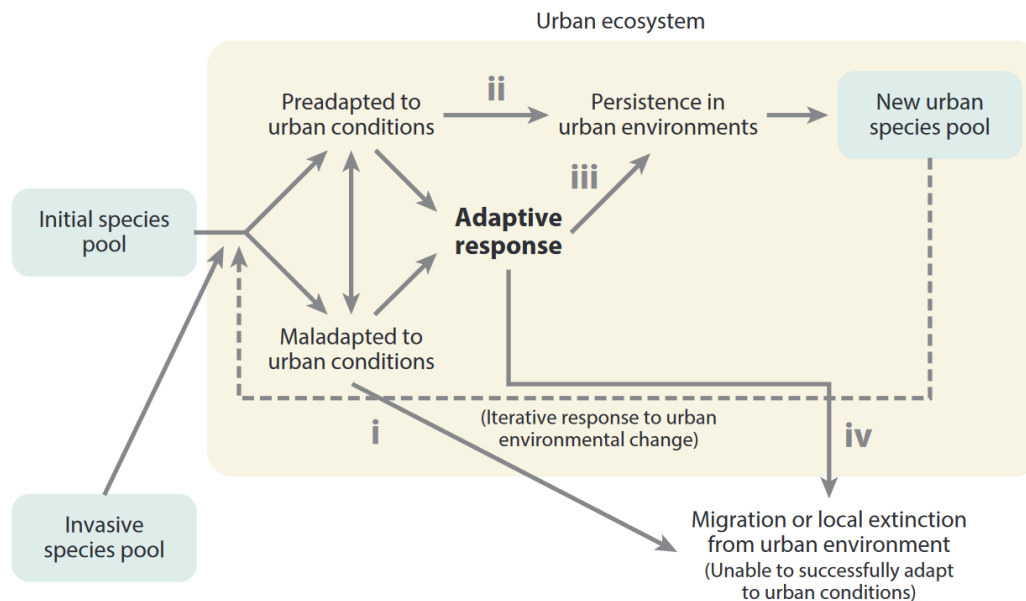 Urban ecosystem
Preadapted to
urban conditions
ii
Persistence in
urban environments
New urban
species pool
iii
Initial species
pool
Adaptive
response
Maladapted to
urban conditions
i
(Iterative response to urban
environmental change)
iv
Invasive
species pool
Migration or local extinction
from urban environment
(Unable to successfully adapt
to urban conditions)